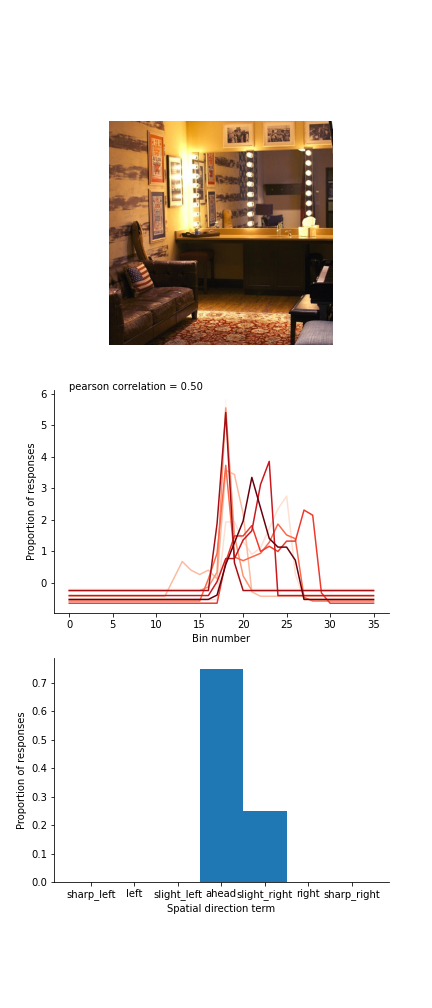 pearson correlation = 0.50
6
5
4
3
2
1
0
Proportion of responses
0 5 10 15 20 25 30 35
Bin number
0.7
0.6
0.5
0.4
0.3
0.2
0.1
0.0
Proportion of responses
sharp_left left slight_left ahead slight_right right sharp_right
Spatial direction term